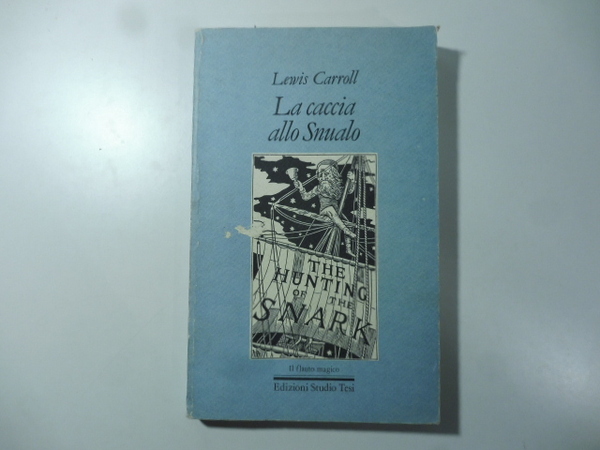 Lewis Carroll
La caccia
allo Snualo
THE
HUNTING
OF THE
SNARK
Il flauto magico
Edizioni Studio Tesi